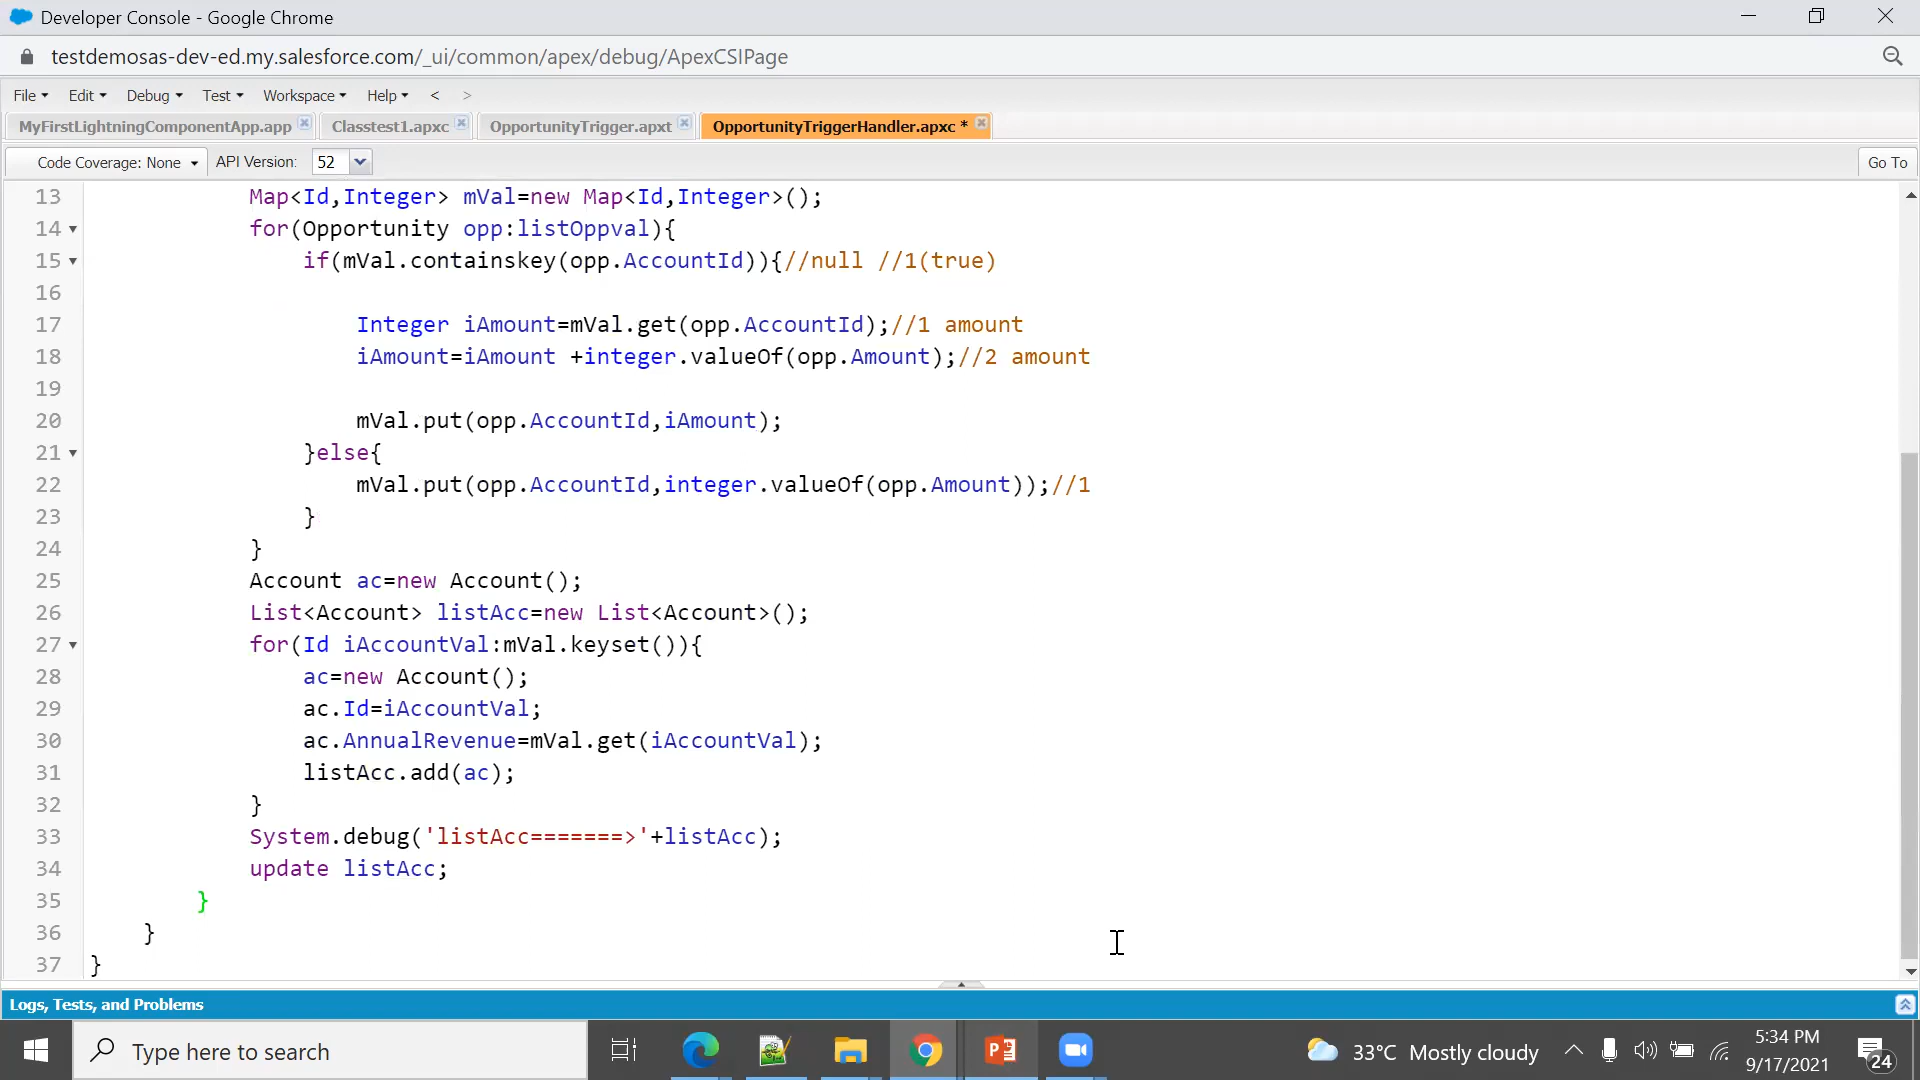 Developer Console - Google Chrome
testdemosas-dev-ed.my.salesforce.com/_ui/common/apex/debug/ApexCSIPage
File Edit Debug Test Workspace Help < >
MyFirstLightningComponentApp.app Classtest1.apxc OpportunityTrigger.apxt OpportunityTriggerHandler.apxc *
Code Coverage: None API Version: 52 Go To
13 Map<Id,Integer> mVal=new Map<Id,Integer>();
14 for(Opportunity opp:listOppval){
15 if(mVal.containskey(opp.AccountId)){//null //1(true)
16
17 Integer iAmount=mVal.get(opp.AccountId);//1 amount
18 iAmount=iAmount +integer.valueOf(opp.Amount);//2 amount
19
20 mVal.put(opp.AccountId,iAmount);
21 }else{
22 mVal.put(opp.AccountId,integer.valueOf(opp.Amount));//1
23 }
24 }
25 Account ac=new Account();
26 List<Account> listAcc=new List<Account>();
27 for(Id iAccountVal:mVal.keyset()){
28 ac=new Account();
29 ac.Id=iAccountVal;
30 ac.AnnualRevenue=mVal.get(iAccountVal);
31 listAcc.add(ac);
32 }
33 System.debug('listAcc=======>'+listAcc);
34 update listAcc;
35 }
36 }
37 }
Logs, Tests, and Problems
Type here to search
33°C Mostly cloudy
5:34 PM
9/17/2021
24